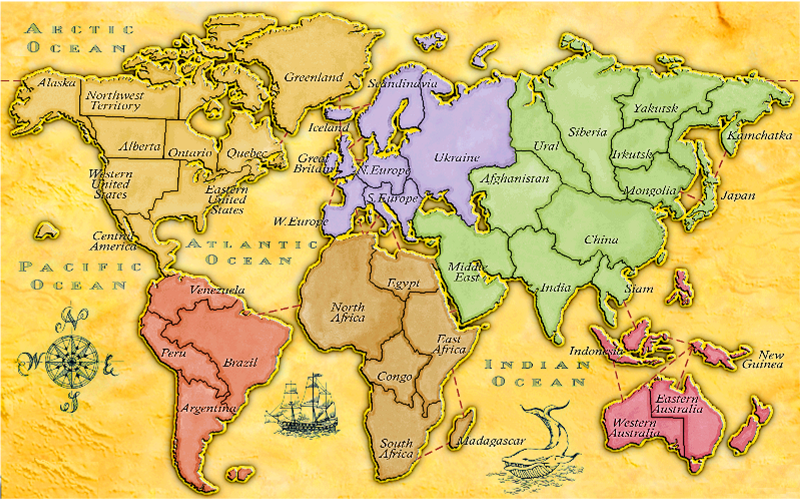 Arctic
Ocean
Alaska
Northwest
Territory
Greenland
Scandinavia
Iceland
Alberta
Ontario
Quebec
Western
United
States
Eastern
United
States
Central
America
Great
Britain
N.Europe
S.Europe
W.Europe
Ukraine
Ural
Siberia
Yakutsk
Kamchatka
Irkutsk
Mongolia
Japan
Afghanistan
China
Middle
East
India
Siam
Atlantic
Ocean
Pacific
Ocean
N
W
E
S
Venezuela
Peru
Brazil
Argentina
North
Africa
Egypt
East
Africa
Congo
South
Africa
Madagascar
Indian
Ocean
Indonesia
New
Guinea
Eastern
Australia
Western
Australia